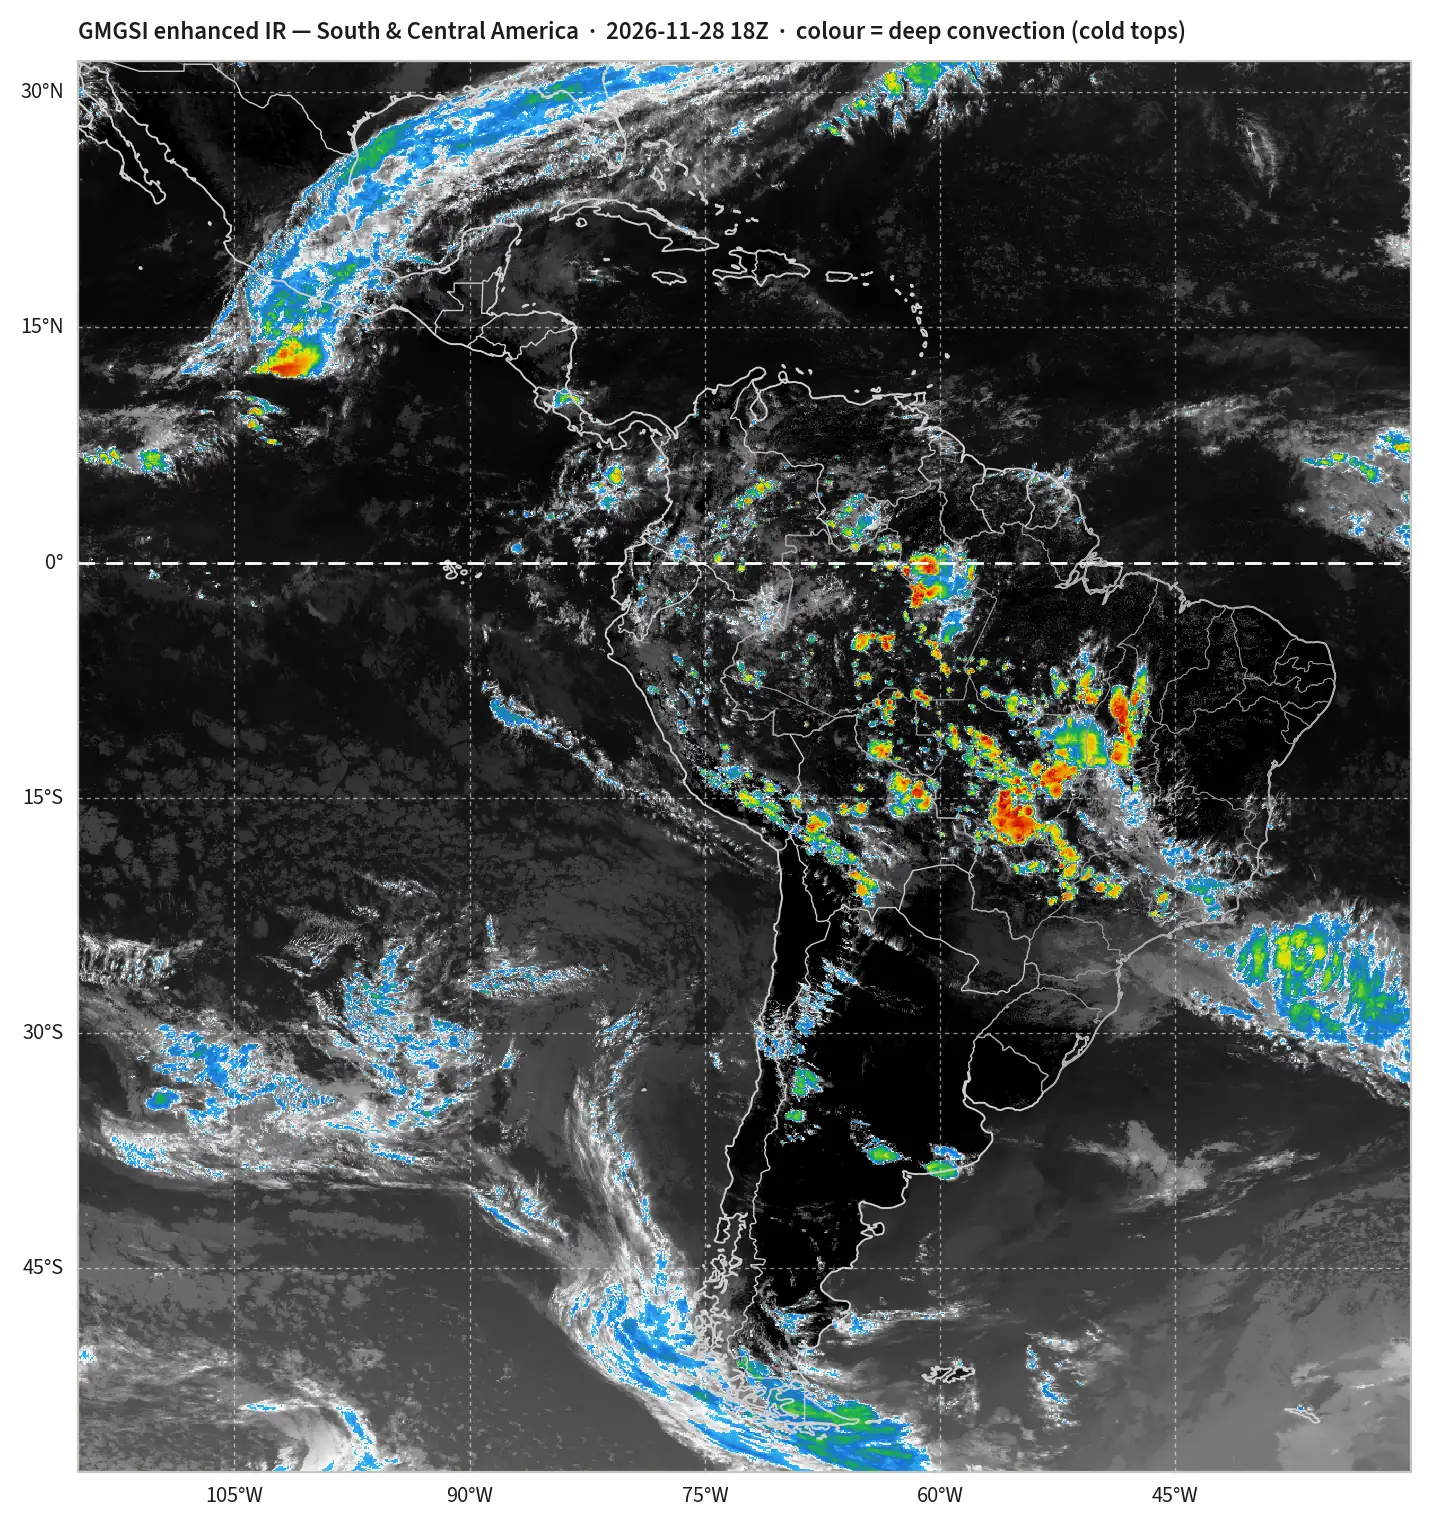 GMGSI enhanced IR — South & Central America · 2026-11-28 18Z · colour = deep convection (cold tops)
30°N
15°N
0°
15°S
30°S
45°S
105°W 90°W 75°W 60°W 45°W